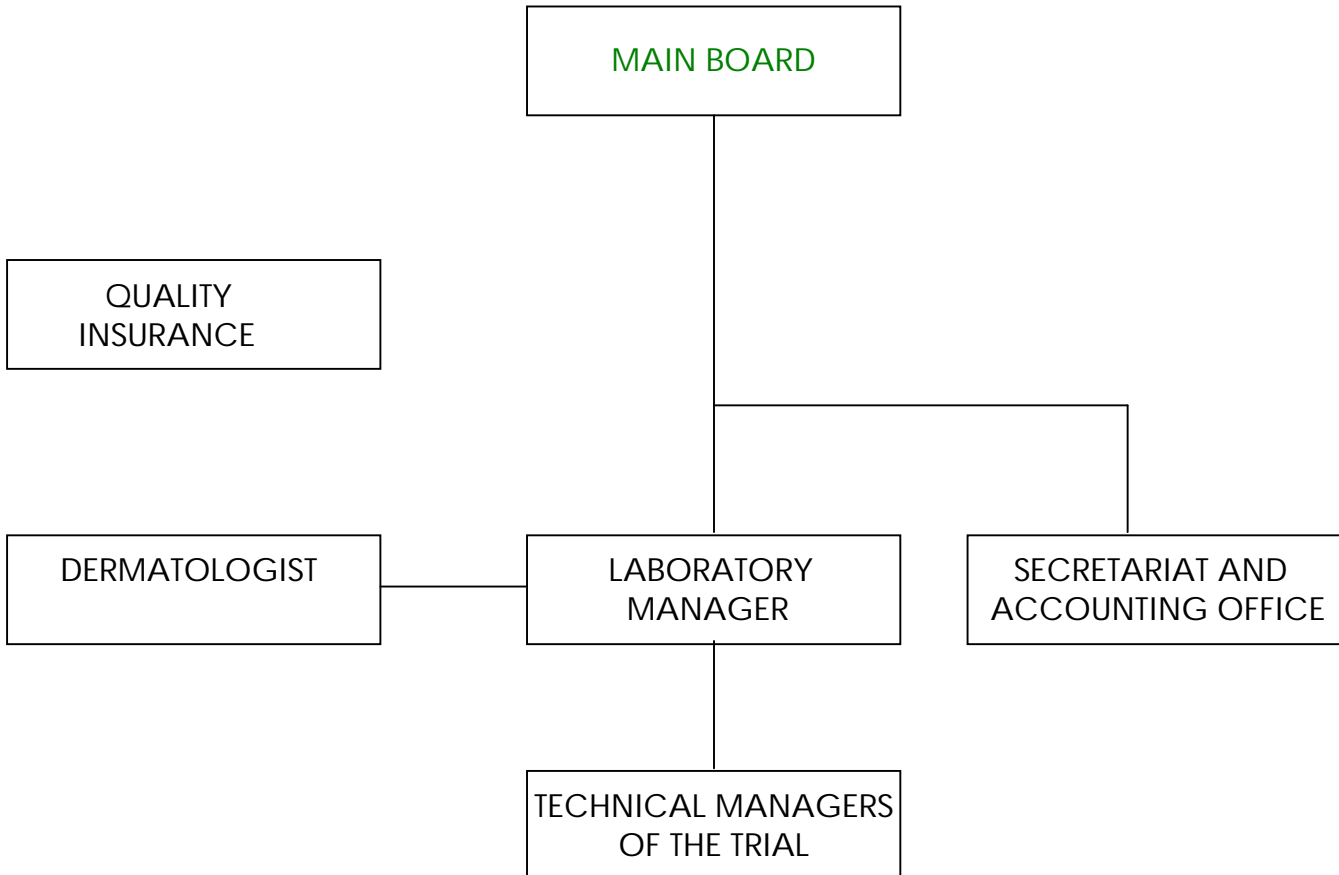 MAIN BOARD
QUALITY
INSURANCE
DERMATOLOGIST
LABORATORY
MANAGER
SECRETARIAT AND
ACCOUNTING OFFICE
TECHNICAL MANAGERS
OF THE TRIAL